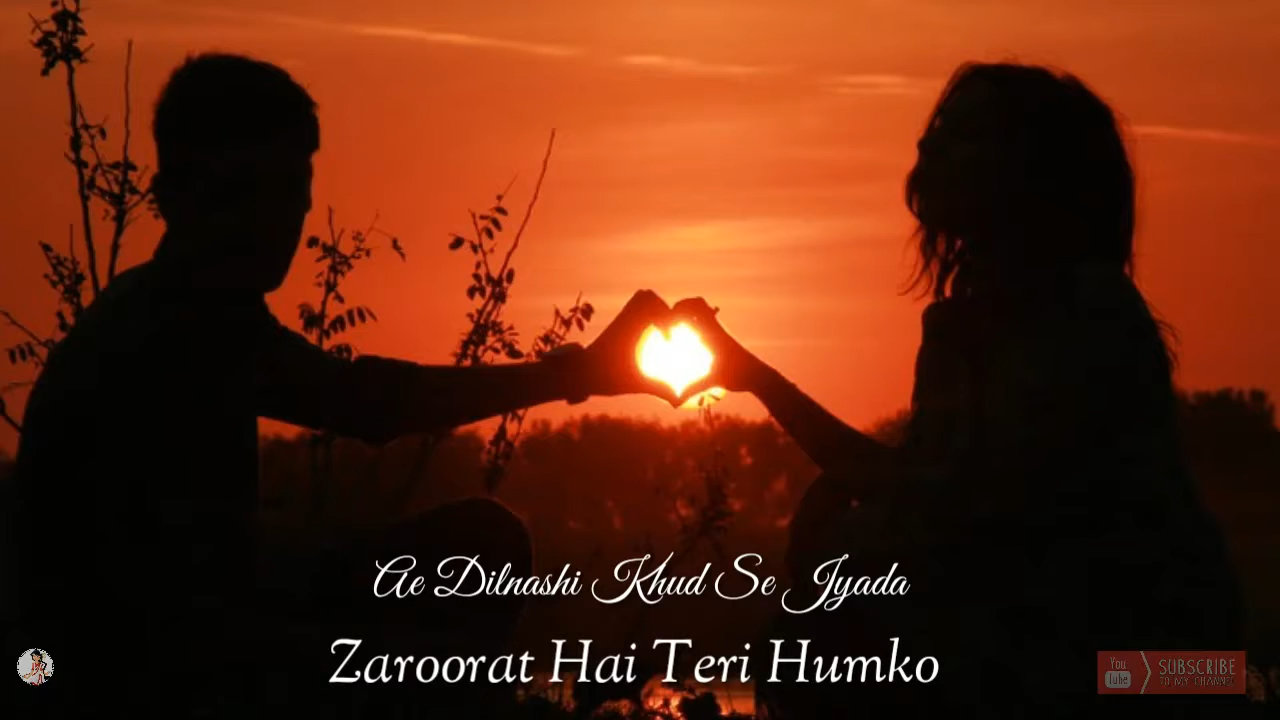 Ae Dilnashi Khud Se Jyada
Zaroorat Hai Teri Humko
You
Tube
SUBSCRIBE
TO MY CHANNEL